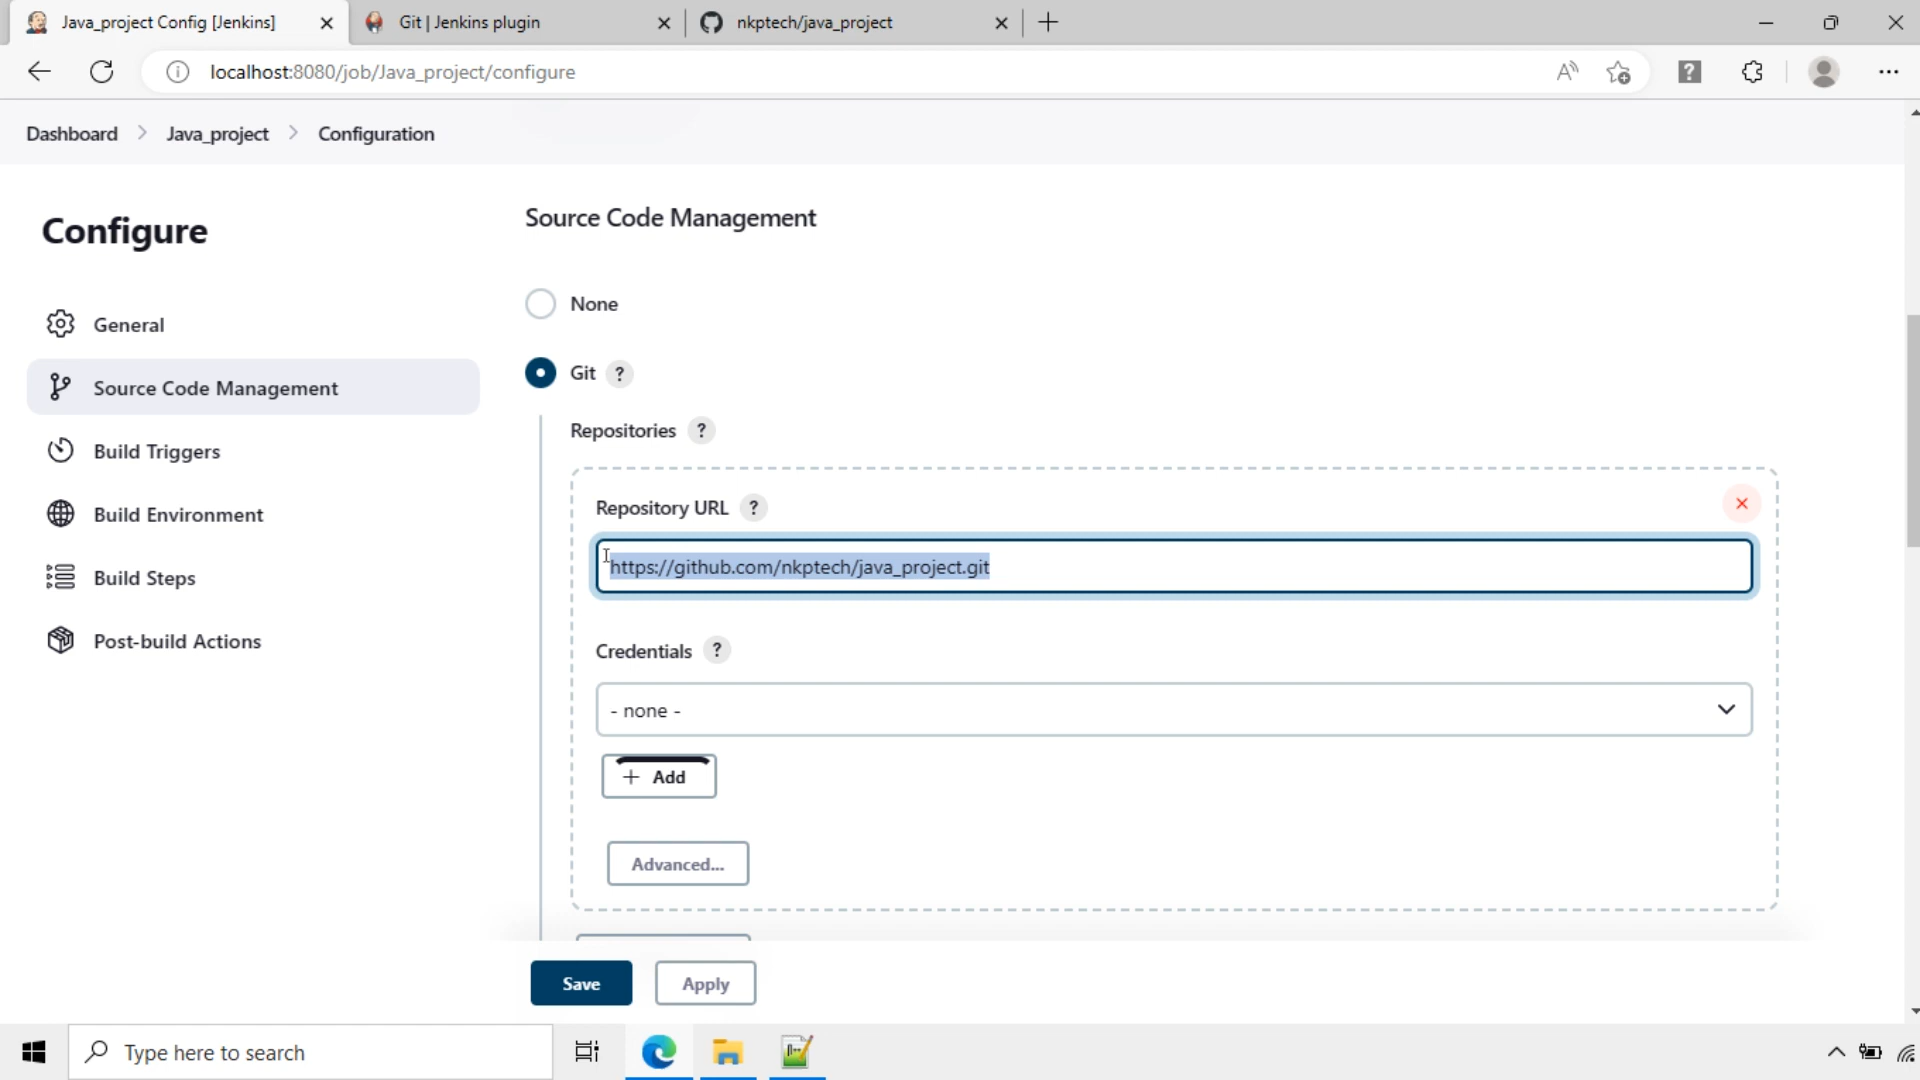 Java_project Config [Jenkins]
Git | Jenkins plugin
nkptech/java_project
localhost:8080/job/Java_project/configure
Dashboard > Java_project > Configuration
Configure
General
Source Code Management
Build Triggers
Build Environment
Build Steps
Post-build Actions
Source Code Management
None
Git ?
Repositories ?
Repository URL ?
https://github.com/nkptech/java_project.git
Credentials ?
- none -
+ Add
Advanced...
Save
Apply
Type here to search